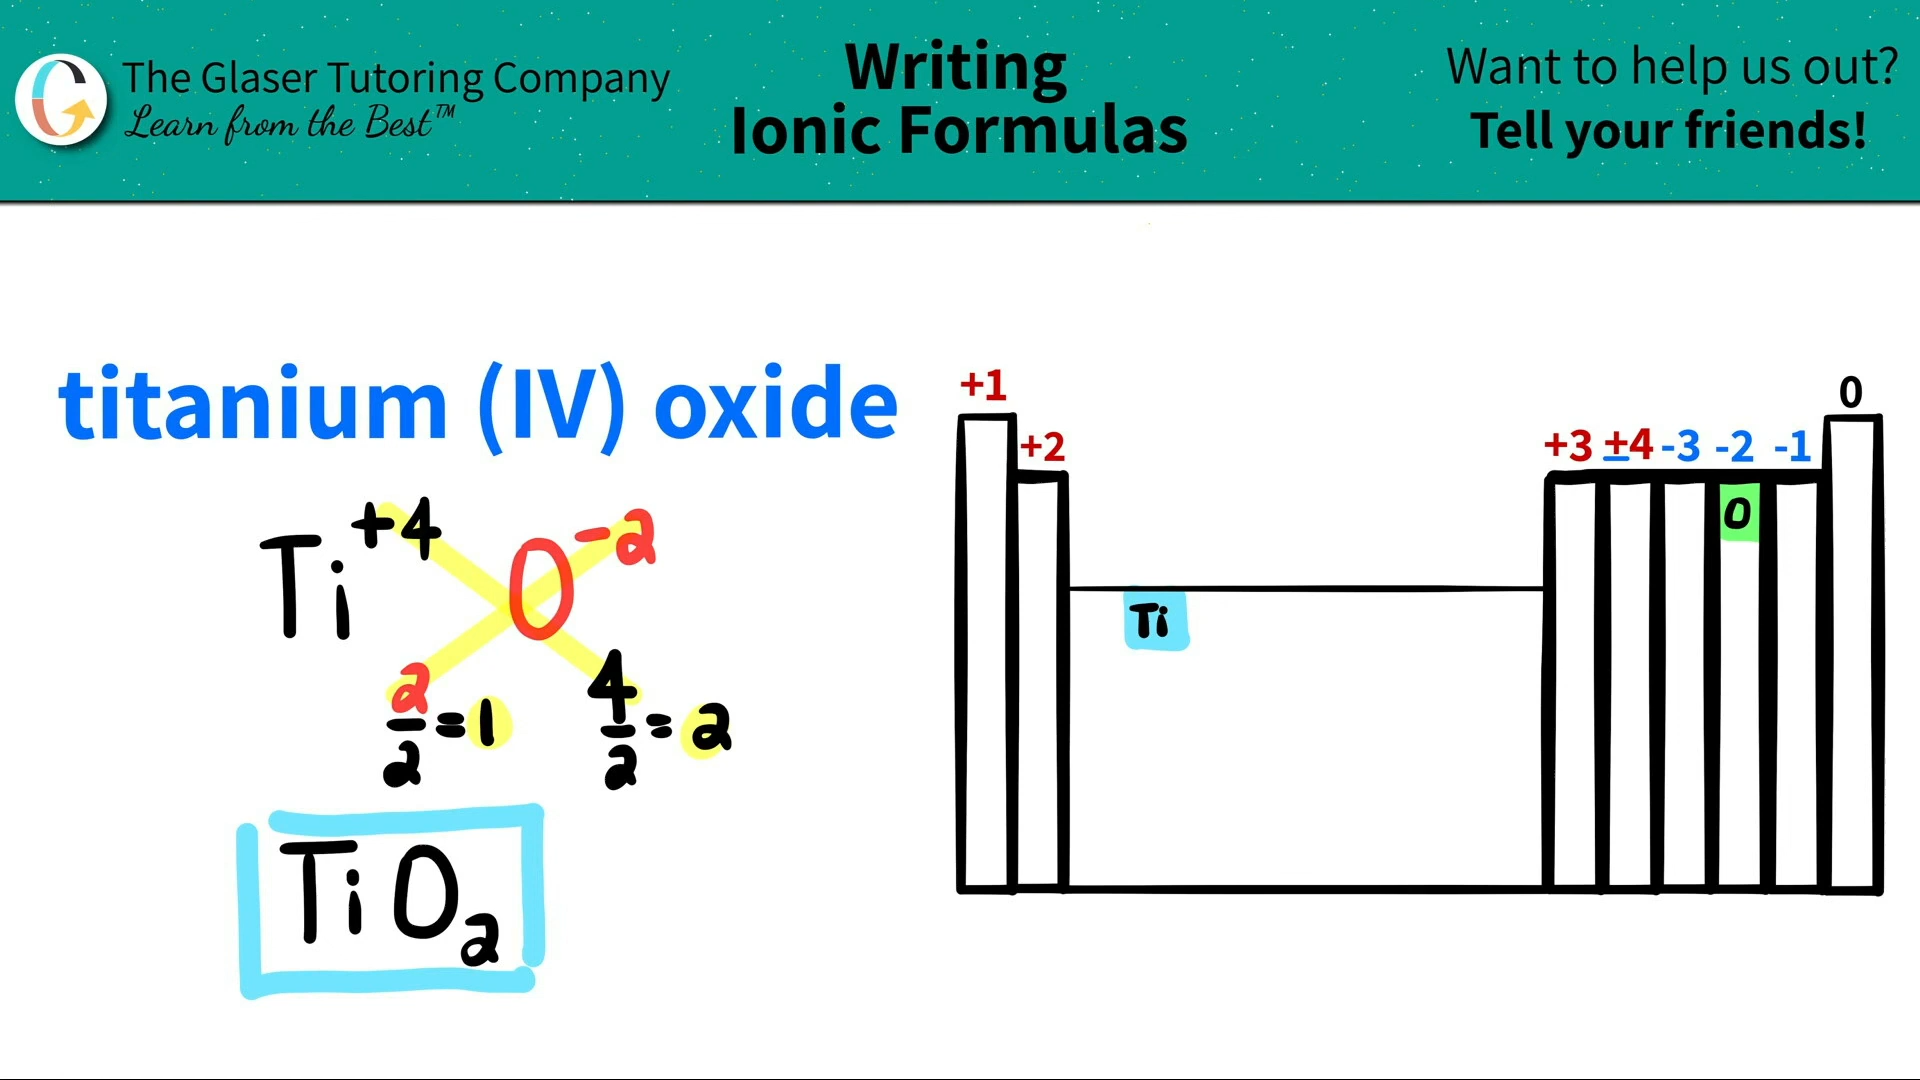 The Glaser Tutoring Company
Learn from the Best™
Writing
Ionic Formulas
Want to help us out?
Tell your friends!
titanium (IV) oxide
Ti+4 O-2
2/2=1 4/2=2
TiO2
+1 0
+2 +3 ±4 -3 -2 -1
O
Ti